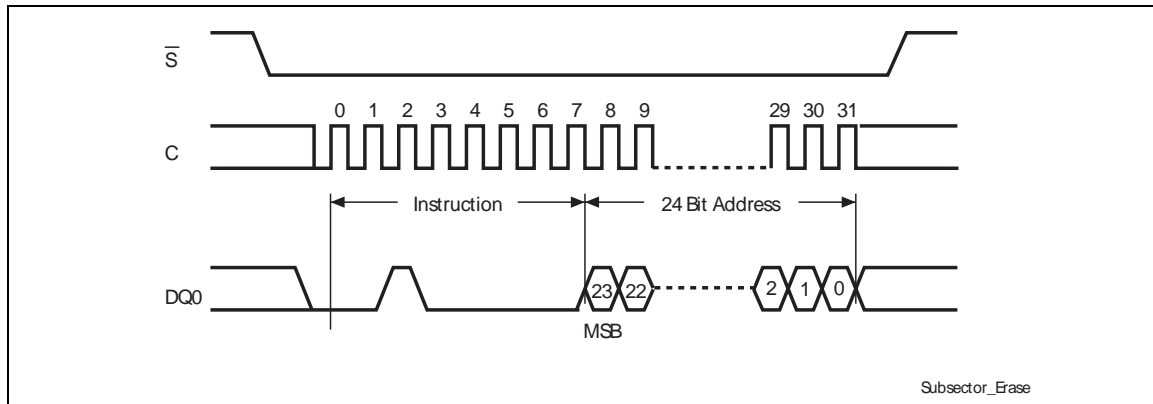 S
0 1 2 3 4 5 6 7 8 9 29 30 31
C
Instruction 24 Bit Address
DQ0 23 22 2 1 0
MSB
Subsector_Erase